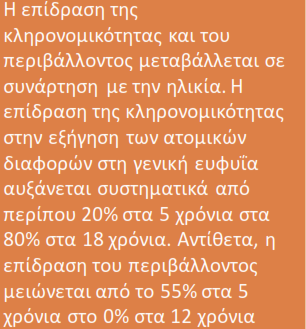 Η επίδραση της
κληρονομικότητας και του
περιβάλλοντος μεταβάλλεται σε
συνάρτηση με την ηλικία. Η
επίδραση της κληρονομικότητας
στην εξήγηση των ατομικών
διαφορών στη γενική ευφυΐα
αυξάνεται συστηματικά από
περίπου 20% στα 5 χρόνια στα
80% στα 18 χρόνια. Αντίθετα, η
επίδραση του περιβάλλοντος
μειώνεται από το 55% στα 5
χρόνια στο 0% στα 12 χρόνια